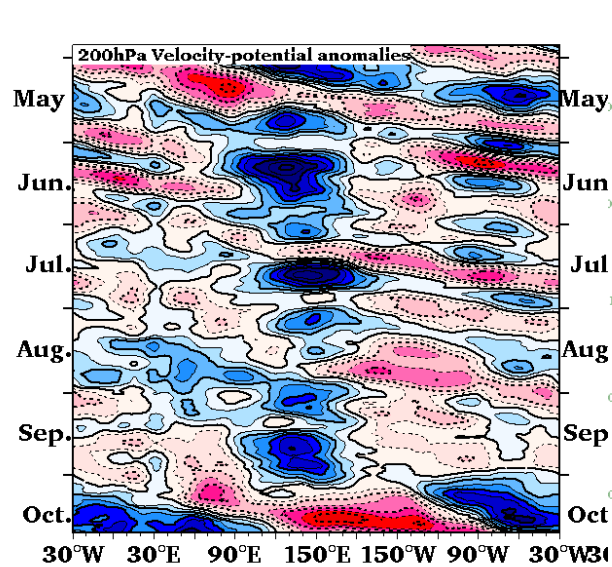 200hPa Velocity-potential anomalies
May May
Jun. Jun
Jul. Jul
Aug. Aug
Sep. Sep
Oct. Oct
30°W 30°E 90°E 150°E 150°W 90°W 30°W 3